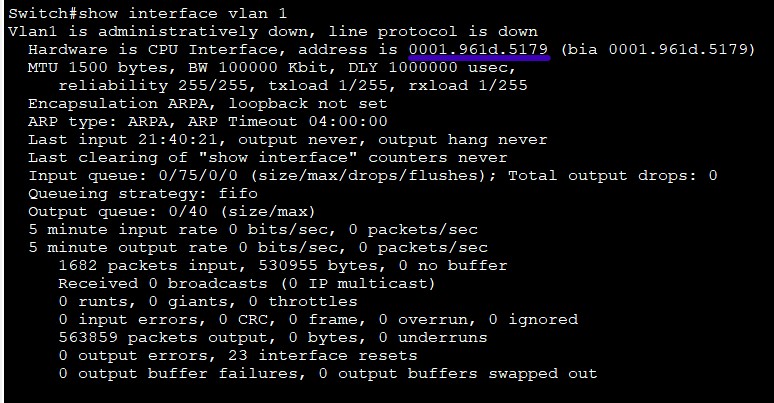 Switch#show interface vlan 1
Vlan1 is administratively down, line protocol is down
Hardware is CPU Interface, address is 0001.961d.5179 (bia 0001.961d.5179)
MTU 1500 bytes, BW 100000 Kbit, DLY 1000000 usec,
reliability 255/255, txload 1/255, rxload 1/255
Encapsulation ARPA, loopback not set
ARP type: ARPA, ARP Timeout 04:00:00
Last input 21:40:21, output never, output hang never
Last clearing of "show interface" counters never
Input queue: 0/75/0/0 (size/max/drops/flushes); Total output drops: 0
Queueing strategy: fifo
Output queue: 0/40 (size/max)
5 minute input rate 0 bits/sec, 0 packets/sec
5 minute output rate 0 bits/sec, 0 packets/sec
1682 packets input, 530955 bytes, 0 no buffer
Received 0 broadcasts (0 IP multicast)
0 runts, 0 giants, 0 throttles
0 input errors, 0 CRC, 0 frame, 0 overrun, 0 ignored
563859 packets output, 0 bytes, 0 underruns
0 output errors, 23 interface resets
0 output buffer failures, 0 output buffers swapped out